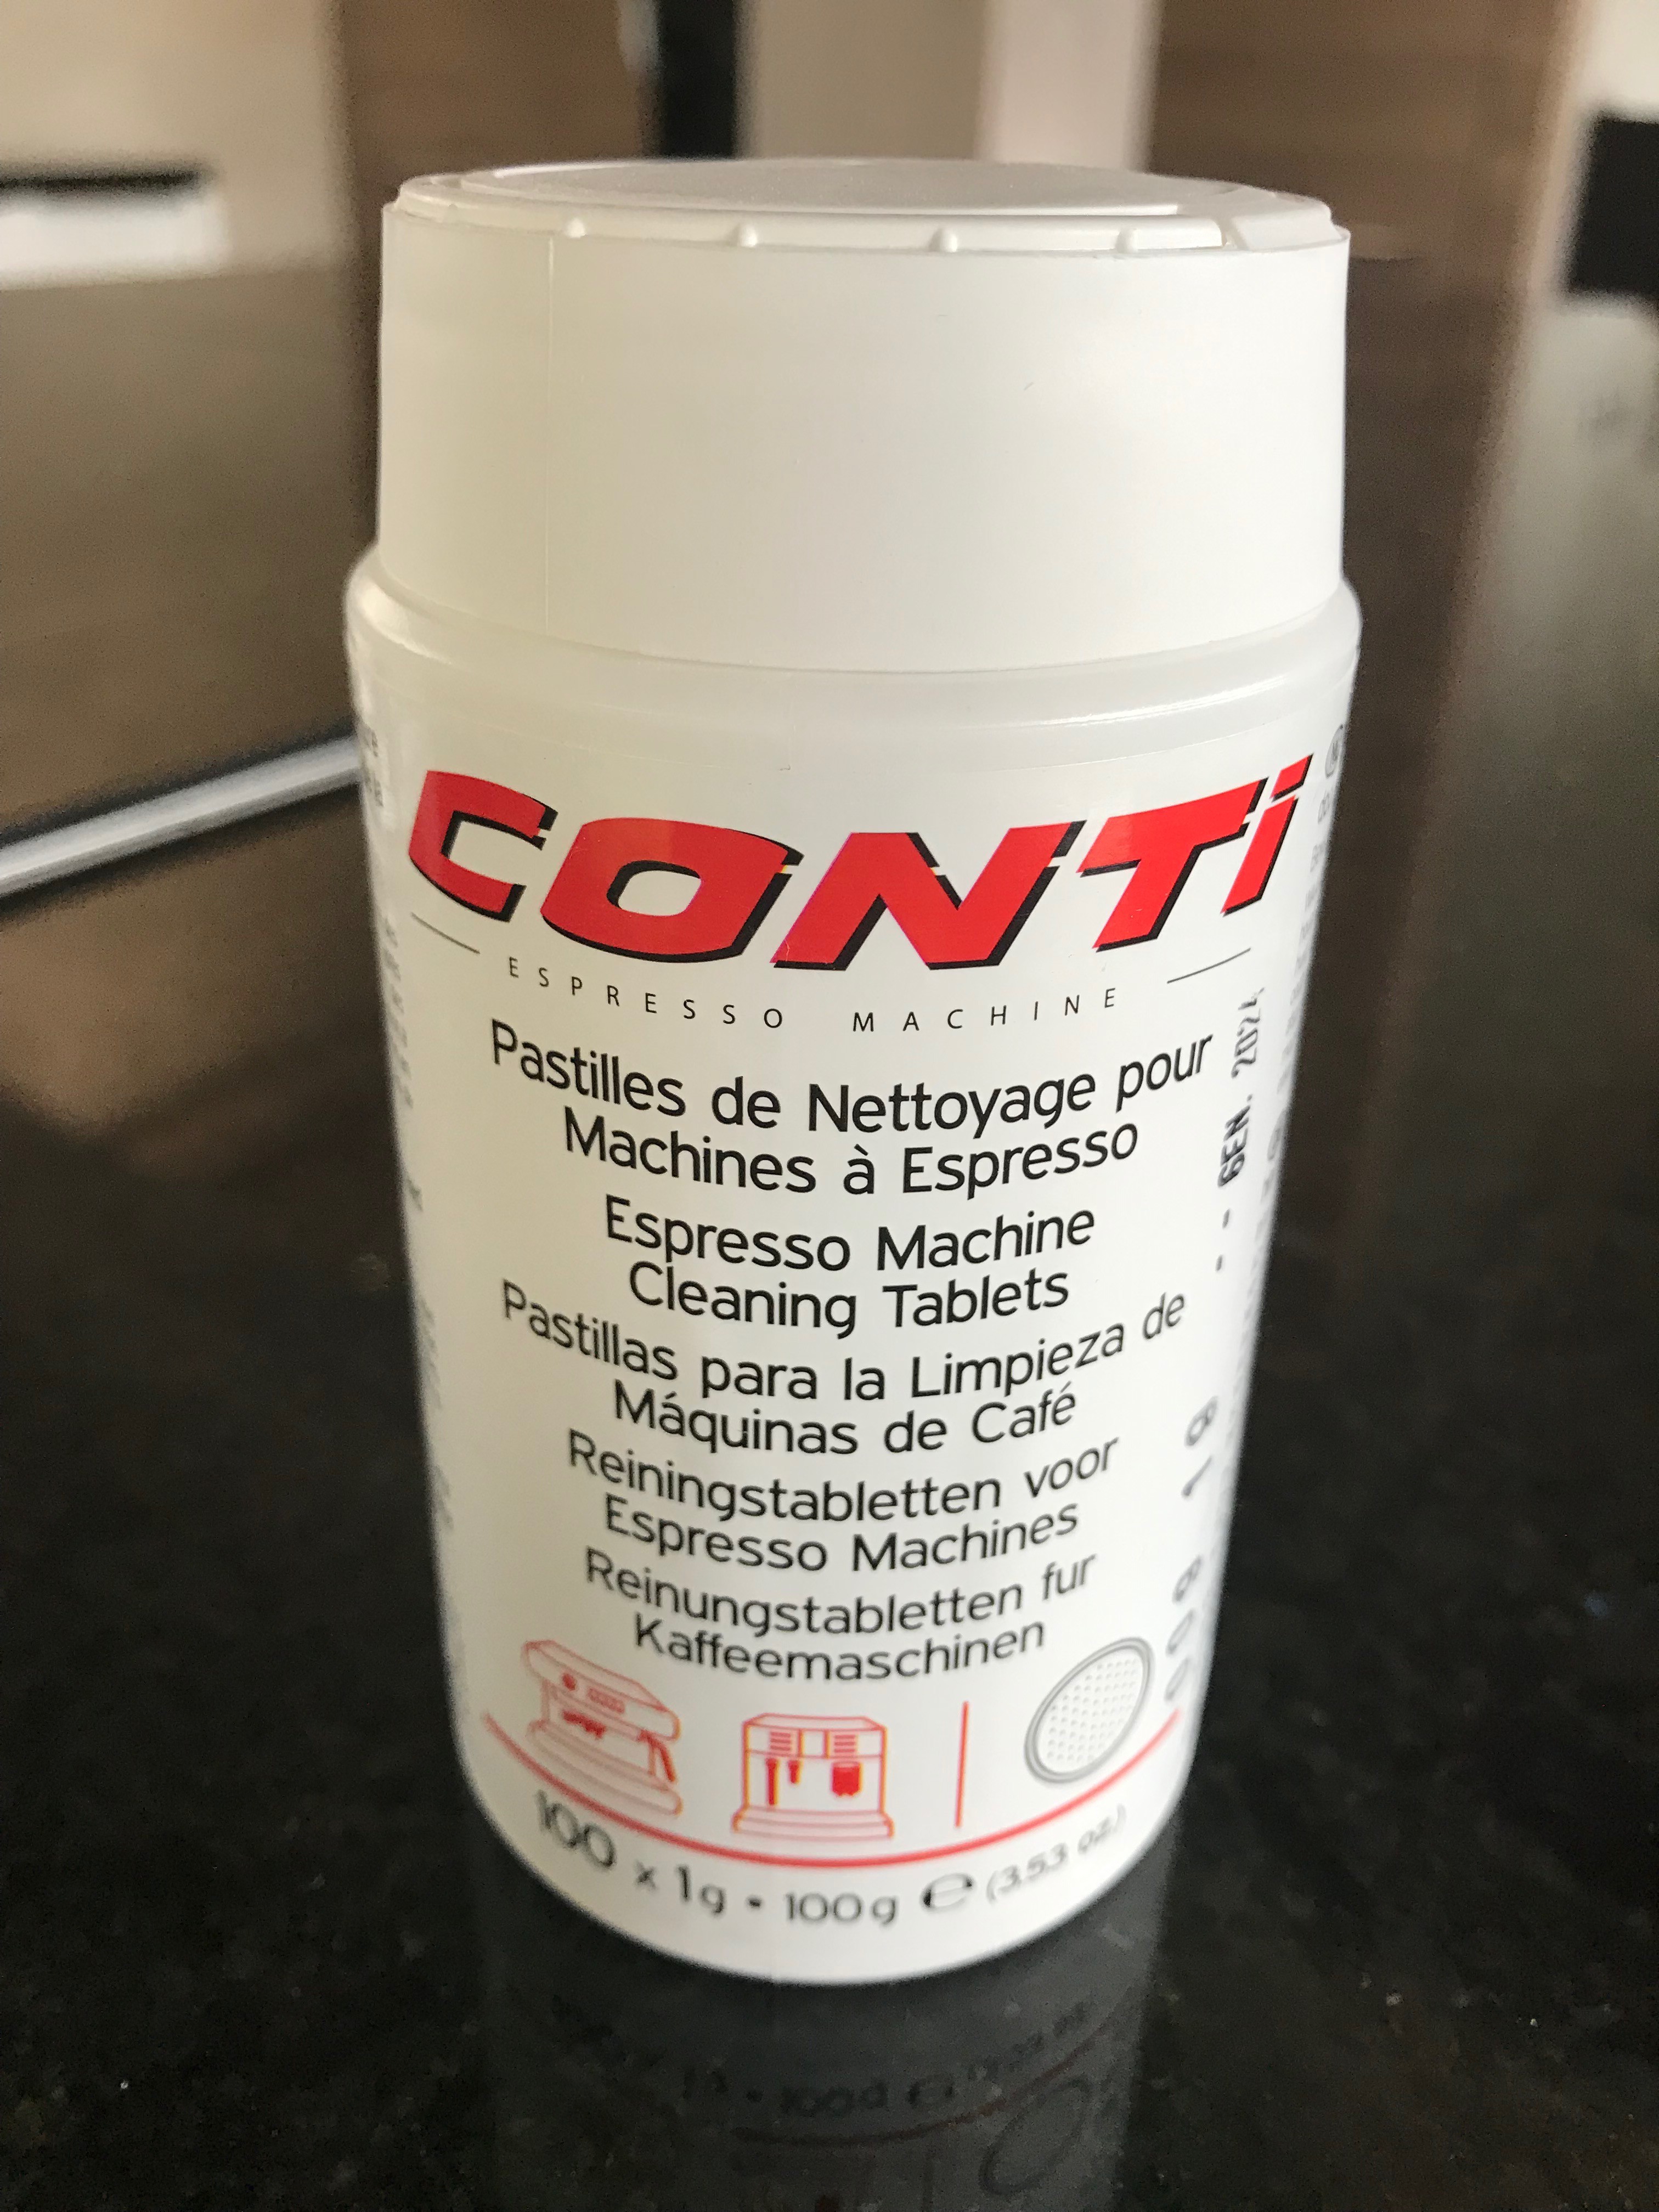 CONTi
ESPRESSO MACHINE
Pastilles de Nettoyage pour
Machines à Espresso
Espresso Machine
Cleaning Tablets
Pastillas para la Limpieza de
Máquinas de Café
Reiningstabletten voor
Espresso Machines
Reinungstabletten fur
Kaffeemaschinen
100 x 1g • 100g ℮ (3.53 oz.)
- - GEN. 2024